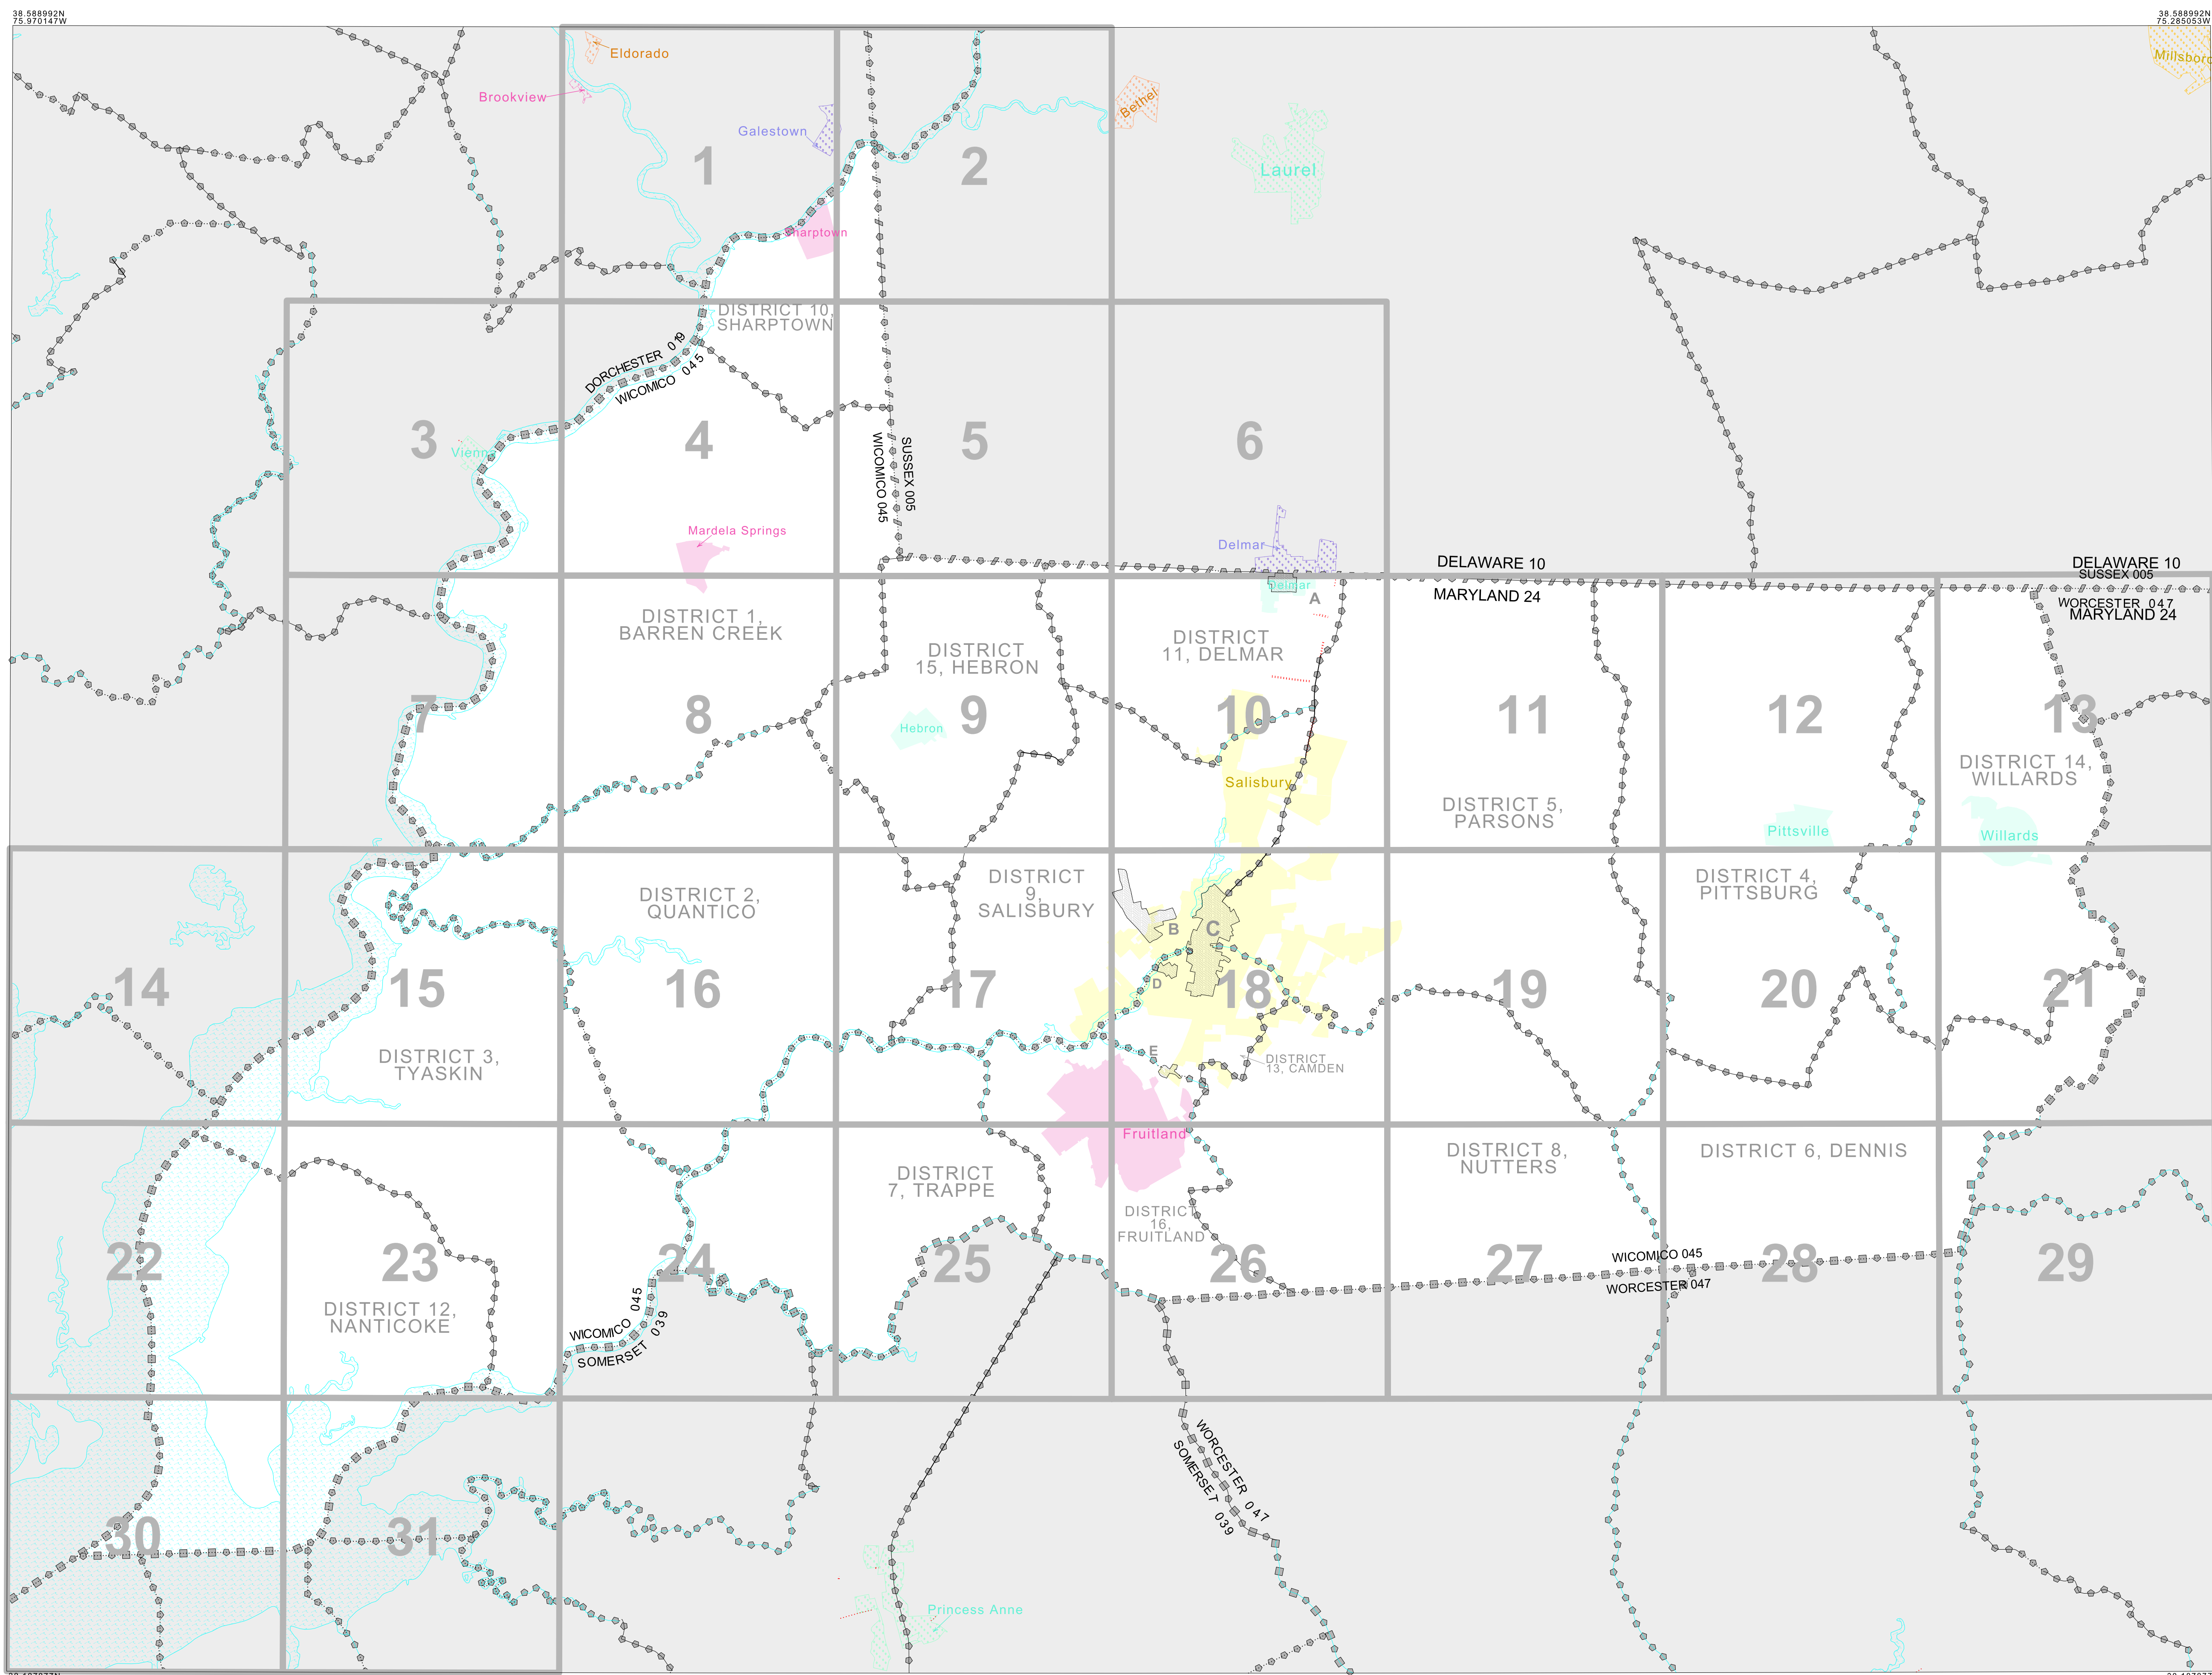 38.588992N
75.970147W
38.588992N
75.285053W
Eldorado
Millsboro
Brookview
Bethel
Galestown
1
2
Laurel
Sharptown
DISTRICT 10,
SHARPTOWN
DORCHESTER 019
WICOMICO 045
3
4
5
6
Vienna
WICOMICO 045
SUSSEX 005
Mardela Springs
Delmar
DELAWARE 10
MARYLAND 24
DELAWARE 10
SUSSEX 005
WORCESTER 047
MARYLAND 24
Delmar
A
DISTRICT 1,
BARREN CREEK
DISTRICT
15, HEBRON
DISTRICT
11, DELMAR
7
8
9
10
11
12
13
Hebron
DISTRICT 14,
WILLARDS
Salisbury
DISTRICT 5,
PARSONS
Pittsville
Willards
DISTRICT 2,
QUANTICO
DISTRICT
9,
SALISBURY
DISTRICT 4,
PITTSBURG
B
C
D
14
15
16
17
18
19
20
21
DISTRICT 3,
TYASKIN
E
DISTRICT
13, CAMDEN
Fruitland
DISTRICT
7, TRAPPE
DISTRICT 8,
NUTTERS
DISTRICT 6, DENNIS
DISTRICT
16,
FRUITLAND
22
23
24
25
26
27
28
29
WICOMICO 045
WORCESTER 047
DISTRICT 12,
NANTICOKE
WICOMICO 045
SOMERSET 039
WORCESTER 047
SOMERSET 039
30
31
Princess Anne